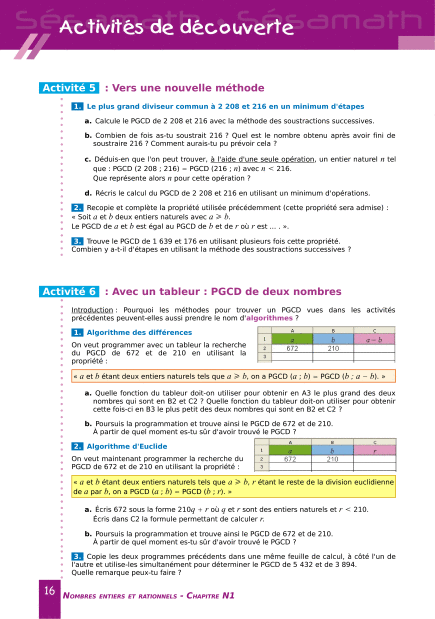 Sésamath - Sésamath
Activités de découverte
Activité 5 : Vers une nouvelle méthode
1. Le plus grand diviseur commun à 2 208 et 216 en un minimum d'étapes
a. Calcule le PGCD de 2 208 et 216 avec la méthode des soustractions successives.
b. Combien de fois as-tu soustrait 216 ? Quel est le nombre obtenu après avoir fini de
soustraire 216 ? Comment aurais-tu pu prévoir cela ?
c. Déduis-en que l'on peut trouver, à l'aide d'une seule opération, un entier naturel n tel
que : PGCD (2 208 ; 216) = PGCD (216 ; n) avec n < 216.
Que représente alors n pour cette opération ?
d. Récris le calcul du PGCD de 2 208 et 216 en utilisant un minimum d'opérations.
2. Recopie et complète la propriété utilisée précédemment (cette propriété sera admise) :
« Soit a et b deux entiers naturels avec a ⩾ b.
Le PGCD de a et b est égal au PGCD de b et de r où r est ... . ».
3. Trouve le PGCD de 1 639 et 176 en utilisant plusieurs fois cette propriété.
Combien y a-t-il d'étapes en utilisant la méthode des soustractions successives ?
Activité 6 : Avec un tableur : PGCD de deux nombres
Introduction : Pourquoi les méthodes pour trouver un PGCD vues dans les activités
précédentes peuvent-elles aussi prendre le nom d'algorithmes ?
1. Algorithme des différences
On veut programmer avec un tableur la recherche
du PGCD de 672 et de 210 en utilisant la
propriété :
A B C
1 a b a − b
2 672 210
3
« a et b étant deux entiers naturels tels que a ⩾ b, on a PGCD (a ; b) = PGCD (b ; a − b). »
a. Quelle fonction du tableur doit-on utiliser pour obtenir en A3 le plus grand des deux
nombres qui sont en B2 et C2 ? Quelle fonction du tableur doit-on utiliser pour obtenir
cette fois-ci en B3 le plus petit des deux nombres qui sont en B2 et C2 ?
b. Poursuis la programmation et trouve ainsi le PGCD de 672 et de 210.
À partir de quel moment es-tu sûr d'avoir trouvé le PGCD ?
2. Algorithme d'Euclide
On veut maintenant programmer la recherche du
PGCD de 672 et de 210 en utilisant la propriété :
A B C
1 a b r
2 672 210
3
« a et b étant deux entiers naturels tels que a ⩾ b, r étant le reste de la division euclidienne
de a par b, on a PGCD (a ; b) = PGCD (b ; r). »
a. Écris 672 sous la forme 210q + r où q et r sont des entiers naturels et r < 210.
Écris dans C2 la formule permettant de calculer r.
b. Poursuis la programmation et trouve ainsi le PGCD de 672 et de 210.
À partir de quel moment es-tu sûr d'avoir trouvé le PGCD ?
3. Copie les deux programmes précédents dans une même feuille de calcul, à côté l'un de
l'autre et utilise-les simultanément pour déterminer le PGCD de 5 432 et de 3 894.
Quelle remarque peux-tu faire ?
16 NOMBRES ENTIERS ET RATIONNELS - CHAPITRE N1